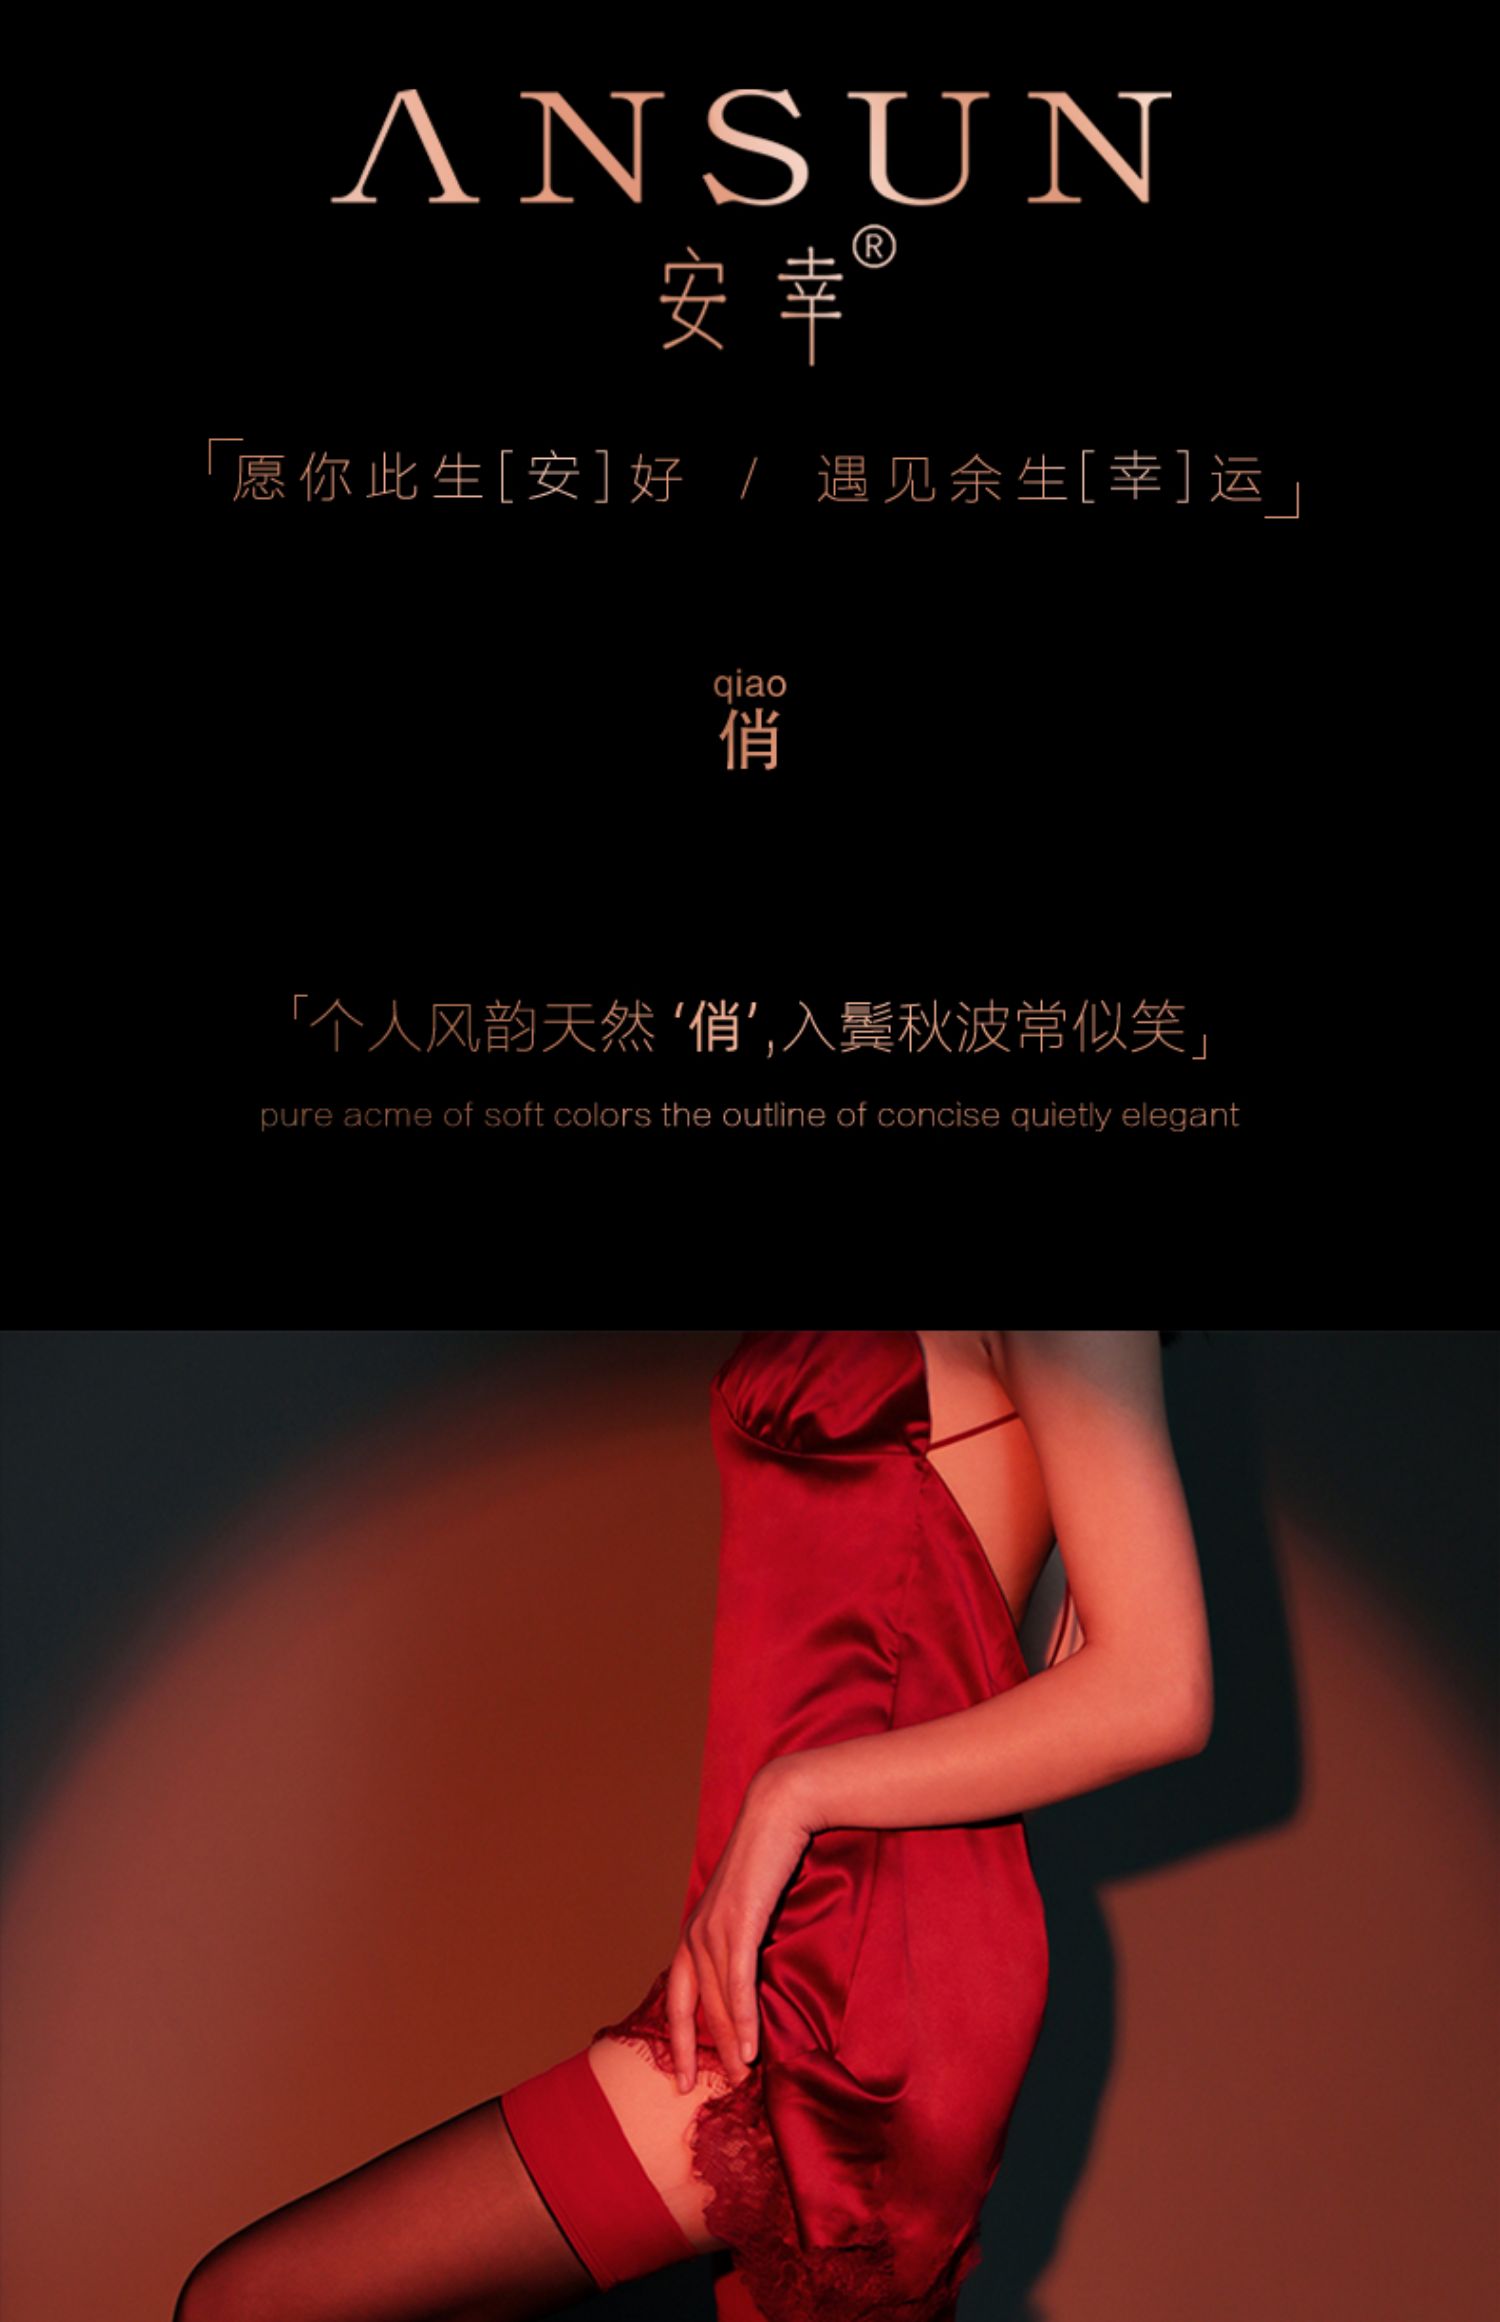 ANSUN
安幸®
「愿你此生[安]好 / 遇见余生[幸]运」
qiao
俏
「个人风韵天然‘俏’,入鬓秋波常似笑」
pure acme of soft colors the outline of concise quietly elegant